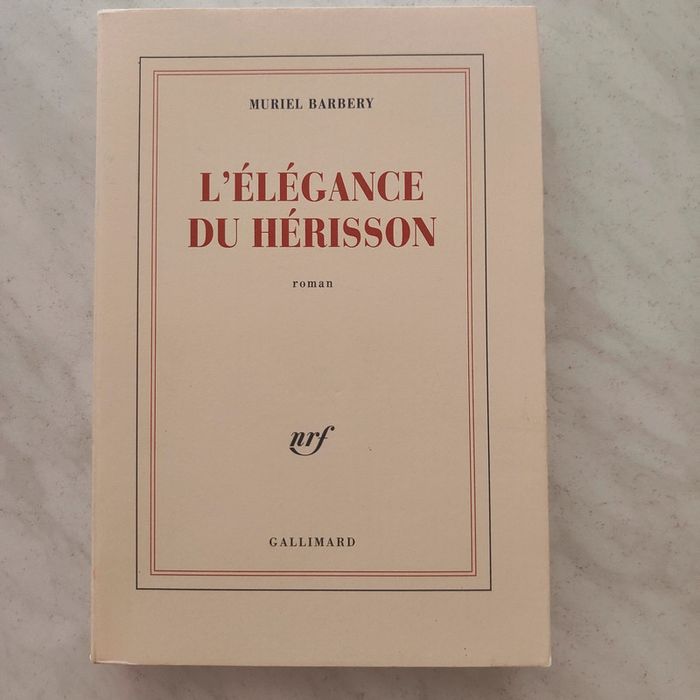 MURIEL BARBERY
L'ÉLÉGANCE
DU HÉRISSON
roman
nrf
GALLIMARD